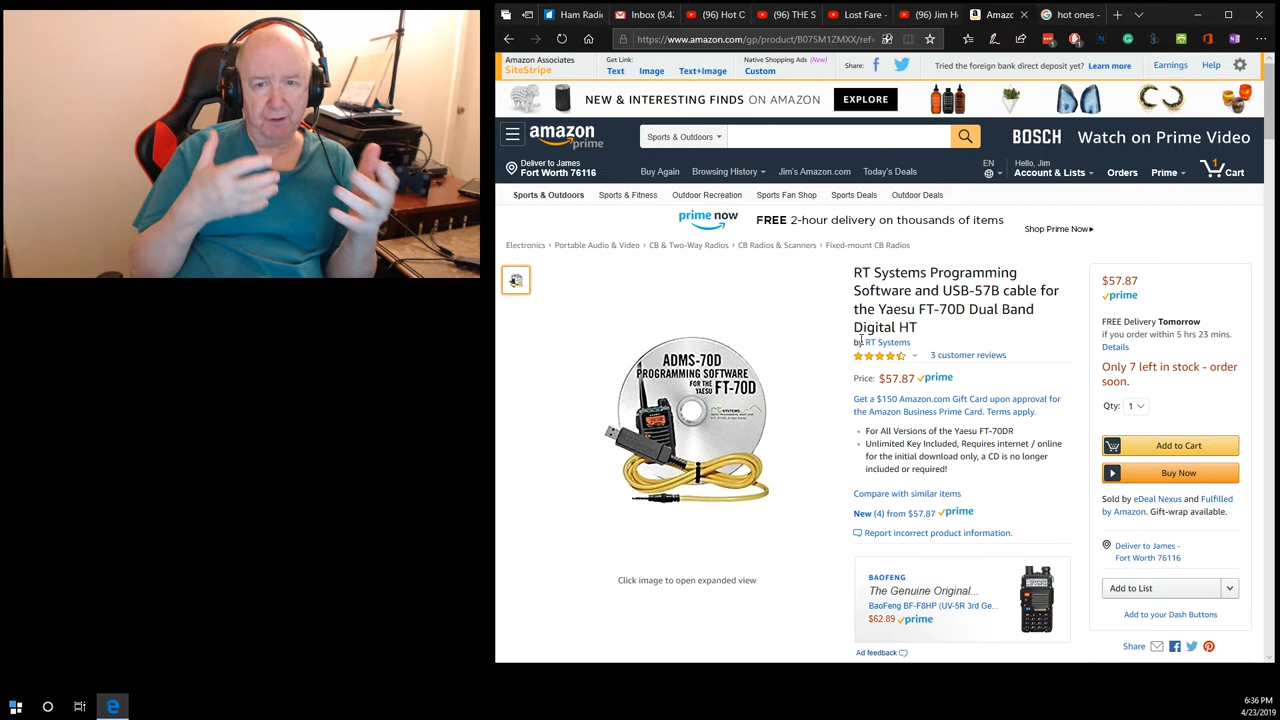 Ham Radi
Inbox (9,4
(96) Hot C
(96) THE S
Lost Fare -
(96) Jim H
Amaz
hot ones -
https://www.amazon.com/gp/product/B075M1ZMXX/ref=
Amazon Associates
SiteStripe
Get Link:
Text Image Text+Image
Native Shopping Ads (New)
Custom
Share:
Tried the foreign bank direct deposit yet? Learn more
Earnings Help
NEW & INTERESTING FINDS ON AMAZON EXPLORE
amazon
prime
Sports & Outdoors
BOSCH Watch on Prime Video
Deliver to James
Fort Worth 76116
Buy Again Browsing History Jim's Amazon.com Today's Deals
EN
Hello, Jim
Account & Lists Orders Prime
1
Cart
Sports & Outdoors Sports & Fitness Outdoor Recreation Sports Fan Shop Sports Deals Outdoor Deals
prime now FREE 2-hour delivery on thousands of items Shop Prime Now▸
Electronics › Portable Audio & Video › CB & Two-Way Radios › CB Radios & Scanners › Fixed-mount CB Radios
ADMS-70D
PROGRAMMING SOFTWARE
FOR THE YAESU FT-70D
Click image to open expanded view
RT Systems Programming
Software and USB-57B cable for
the Yaesu FT-70D Dual Band
Digital HT
by RT Systems
3 customer reviews
Price: $57.87 prime
Get a $150 Amazon.com Gift Card upon approval for
the Amazon Business Prime Card. Terms apply.
• For All Versions of the Yaesu FT-70DR
• Unlimited Key Included, Requires internet / online
for the initial download only, a CD is no longer
included or required!
Compare with similar items
New (4) from $57.87 prime
Report incorrect product information.
BAOFENG
The Genuine Original...
BaoFeng BF-F8HP (UV-5R 3rd Ge...
$62.89 prime
Ad feedback
$57.87
prime
FREE Delivery Tomorrow
if you order within 5 hrs 23 mins.
Details
Only 7 left in stock - order
soon.
Qty: 1
Add to Cart
Buy Now
Sold by eDeal Nexus and Fulfilled
by Amazon. Gift-wrap available.
Deliver to James -
Fort Worth 76116
Add to List
Add to your Dash Buttons
Share
6:36 PM
4/23/2019